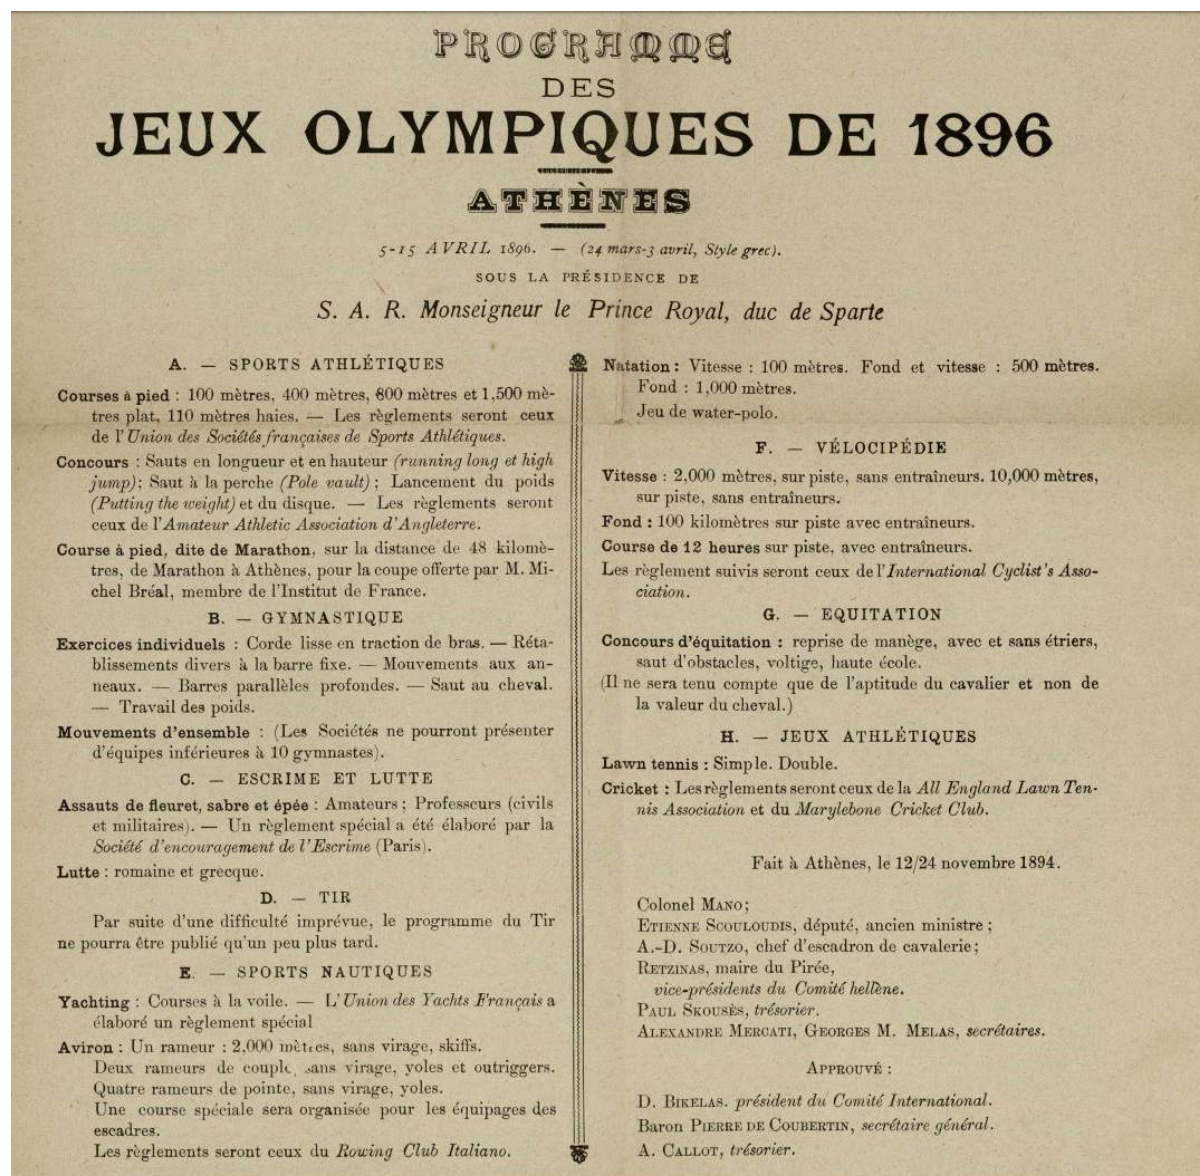 PROGRAMME
DES
JEUX OLYMPIQUES DE 1896
ATHÈNES
5-15 AVRIL 1896. — (24 mars-3 avril, Style grec).
SOUS LA PRÉSIDENCE DE
S. A. R. Monseigneur le Prince Royal, duc de Sparte
A. — SPORTS ATHLÉTIQUES
Courses à pied : 100 mètres, 400 mètres, 800 mètres et 1,500 mè-
tres plat, 110 mètres haies. — Les règlements seront ceux
de l'Union des Sociétés françaises de Sports Athlétiques.
Concours : Sauts en longueur et en hauteur (running long et high
jump); Saut à la perche (Pole vault) ; Lancement du poids
(Putting the weight) et du disque. — Les règlements seront
ceux de l'Amateur Athletic Association d'Angleterre.
Course à pied, dite de Marathon, sur la distance de 48 kilomè-
tres, de Marathon à Athènes, pour la coupe offerte par M. Mi-
chel Bréal, membre de l'Institut de France.
B. — GYMNASTIQUE
Exercices individuels : Corde lisse en traction de bras. — Réta-
blissements divers à la barre fixe. — Mouvements aux an-
neaux. — Barres parallèles profondes. — Saut au cheval.
— Travail des poids.
Mouvements d'ensemble : (Les Sociétés ne pourront présenter
d'équipes inférieures à 10 gymnastes).
C. — ESCRIME ET LUTTE
Assauts de fleuret, sabre et épée : Amateurs ; Professeurs (civils
et militaires). — Un règlement spécial a été élaboré par la
Société d'encouragement de l'Escrime (Paris).
Lutte : romaine et grecque.
D. — TIR
Par suite d'une difficulté imprévue, le programme du Tir
ne pourra être publié qu'un peu plus tard.
E. — SPORTS NAUTIQUES
Yachting : Courses à la voile. — L'Union des Yachts Français a
élaboré un règlement spécial
Aviron : Un rameur : 2,000 mètres, sans virage, skiffs.
Deux rameurs de couple, sans virage, yoles et outriggers.
Quatre rameurs de pointe, sans virage, yoles.
Une course spéciale sera organisée pour les équipages des
escadres.
Les règlements seront ceux du Rowing Club Italiano.
Natation : Vitesse : 100 mètres. Fond et vitesse : 500 mètres.
Fond : 1,000 mètres.
Jeu de water-polo.
F. — VÉLOCIPÉDIE
Vitesse : 2,000 mètres, sur piste, sans entraîneurs. 10,000 mètres,
sur piste, sans entraîneurs.
Fond : 100 kilomètres sur piste avec entraîneurs.
Course de 12 heures sur piste, avec entraîneurs.
Les règlement suivis seront ceux de l'International Cyclist's Asso-
ciation.
G. — EQUITATION
Concours d'équitation : reprise de manège, avec et sans étriers,
saut d'obstacles, voltige, haute école.
(Il ne sera tenu compte que de l'aptitude du cavalier et non de
la valeur du cheval.)
H. — JEUX ATHLÉTIQUES
Lawn tennis : Simple. Double.
Cricket : Les règlements seront ceux de la All England Lawn Ten-
nis Association et du Marylebone Cricket Club.
Fait à Athènes, le 12/24 novembre 1894.
Colonel MANO ;
ETIENNE SCOULOUDIS, député, ancien ministre ;
A.-D. SOUTZO, chef d'escadron de cavalerie ;
RETZINAS, maire du Pirée,
vice-présidents du Comité hellène.
PAUL SKOUSÈS, trésorier.
ALEXANDRE MERCATI, GEORGES M. MELAS, secrétaires.
APPROUVÉ :
D. BIKELAS. président du Comité International.
Baron PIERRE DE COUBERTIN, secrétaire général.
A. CALLOT, trésorier.